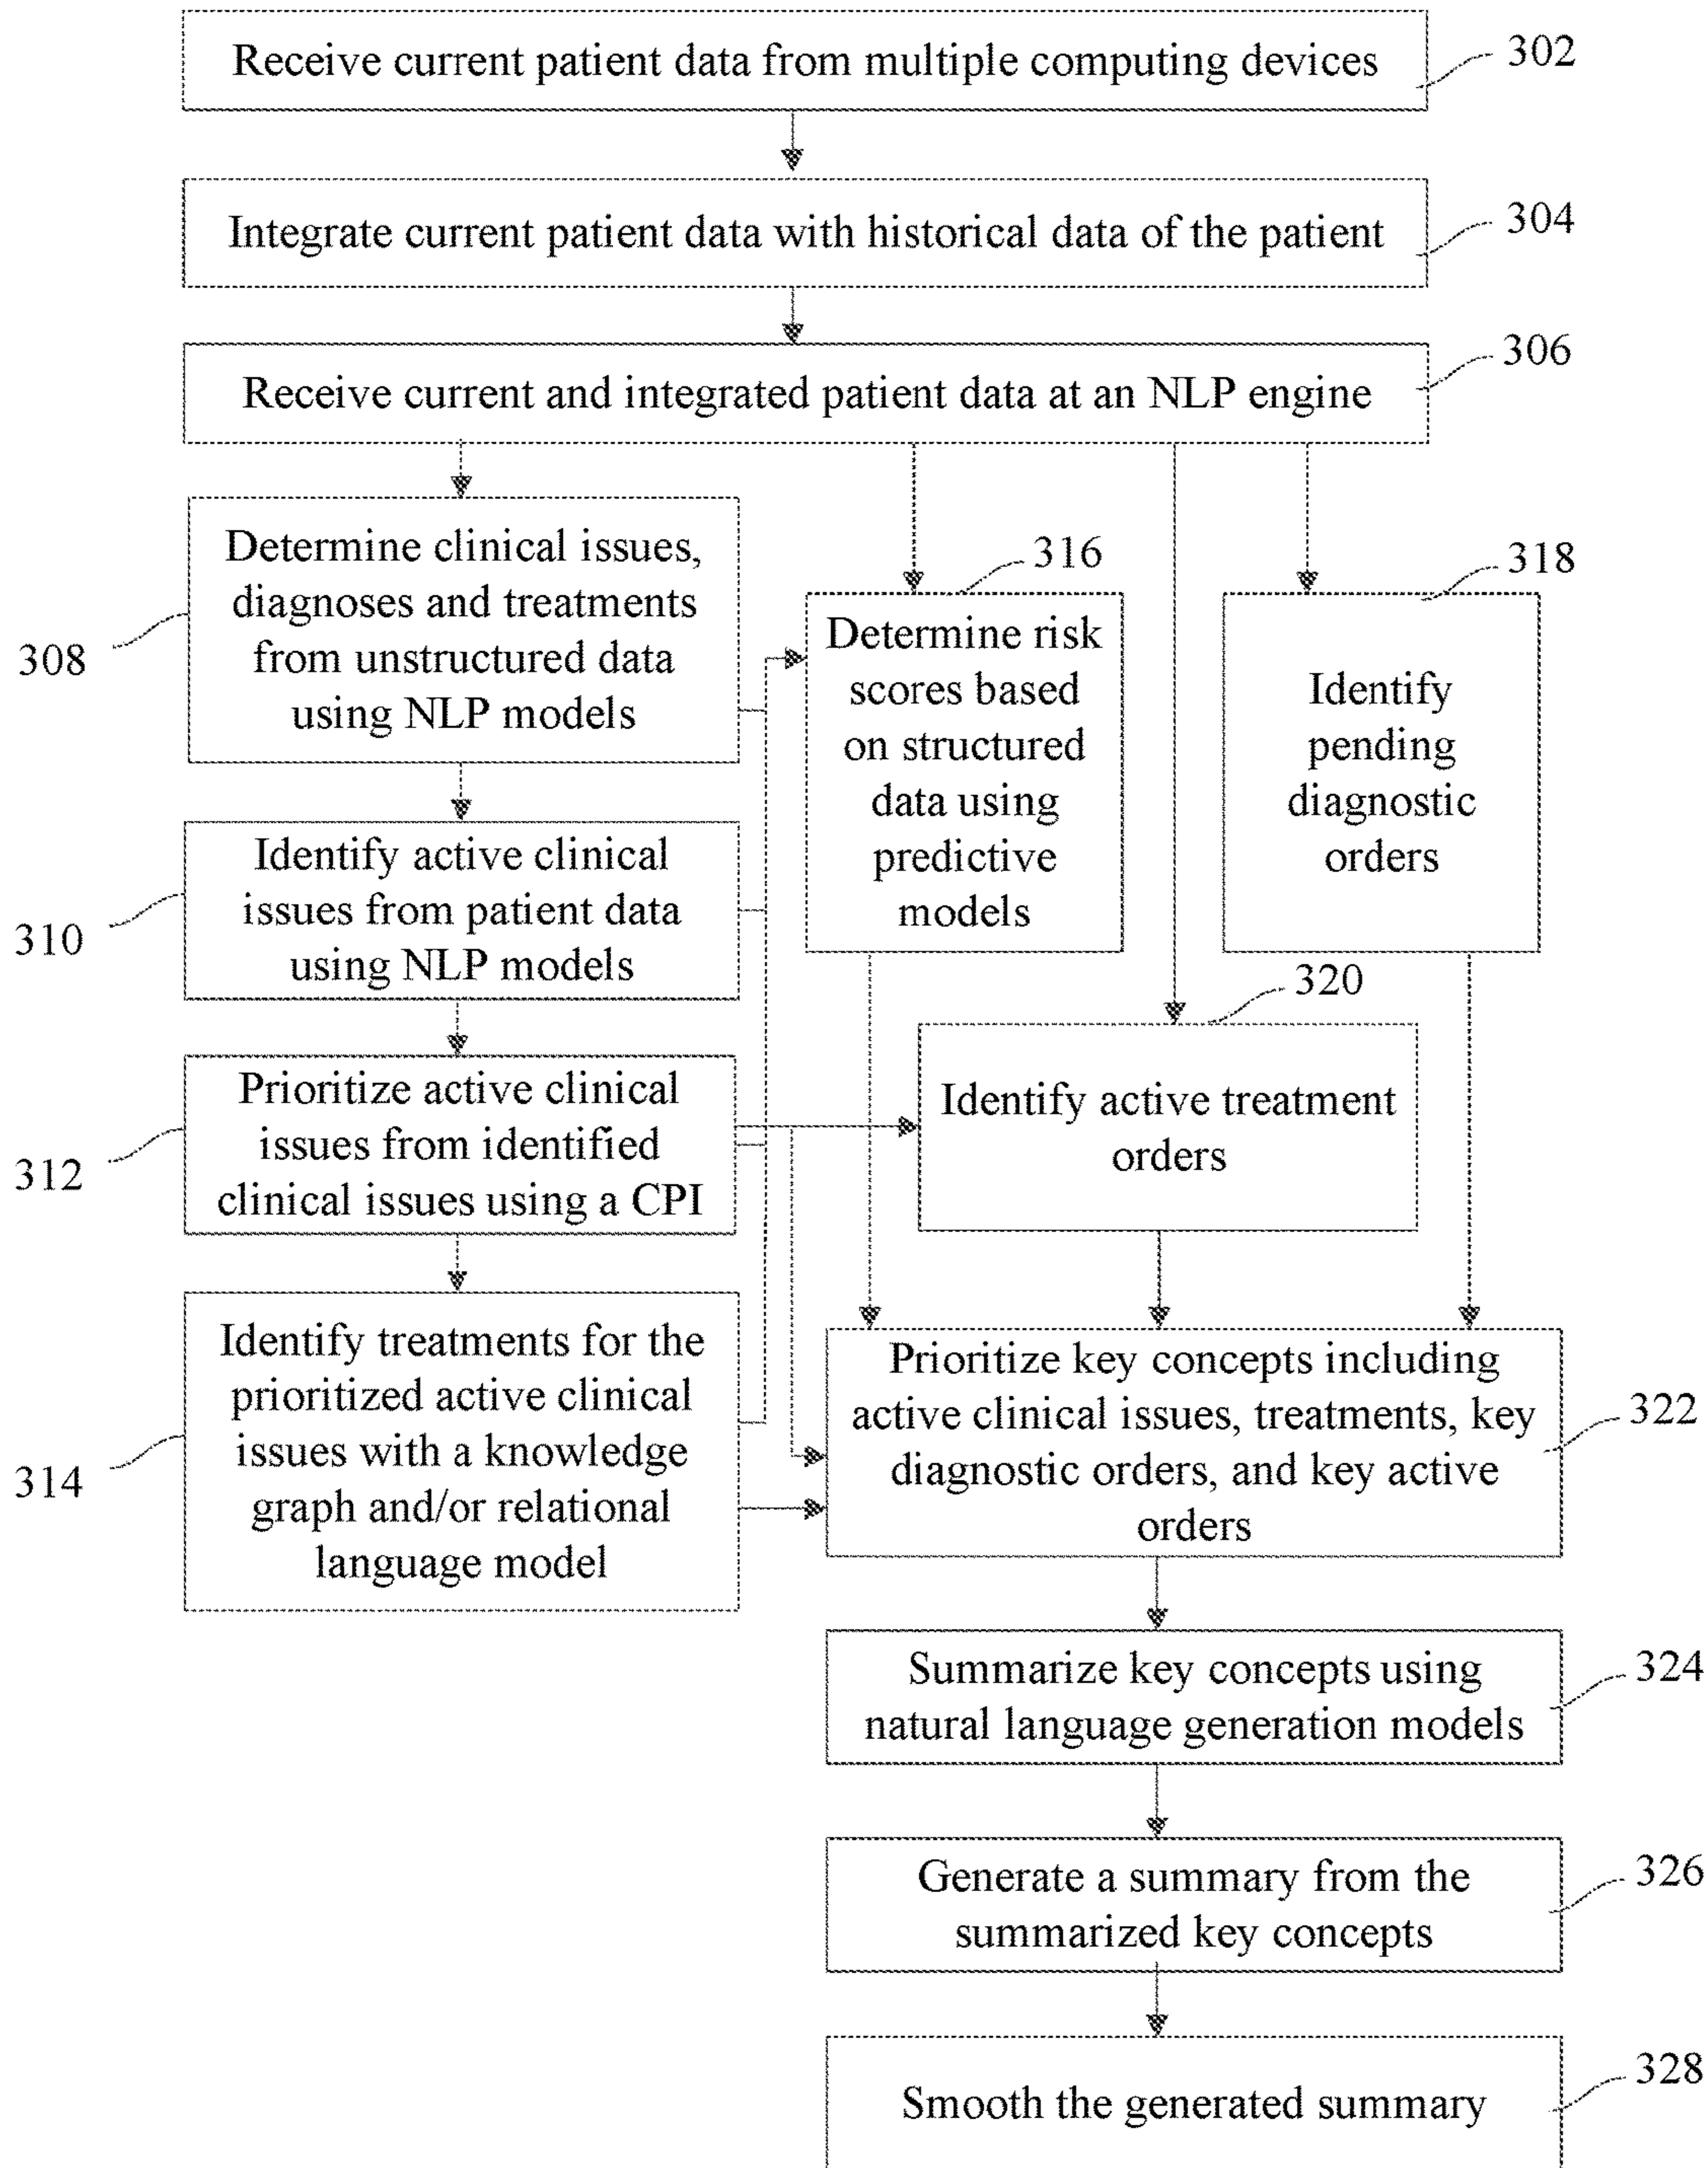 Receive current patient data from multiple computing devices
302
Integrate current patient data with historical data of the patient
304
Receive current and integrated patient data at an NLP engine
306
308
Determine clinical issues,
diagnoses and treatments
from unstructured data
using NLP models
316
Determine risk
scores based
on structured
data using
predictive
models
318
Identify
pending
diagnostic
orders
310
Identify active clinical
issues from patient data
using NLP models
320
Identify active treatment
orders
312
Prioritize active clinical
issues from identified
clinical issues using a CPI
314
Identify treatments for the
prioritized active clinical
issues with a knowledge
graph and/or relational
language model
Prioritize key concepts including
active clinical issues, treatments, key
diagnostic orders, and key active
orders
322
Summarize key concepts using
natural language generation models
324
Generate a summary from the
summarized key concepts
326
Smooth the generated summary
328